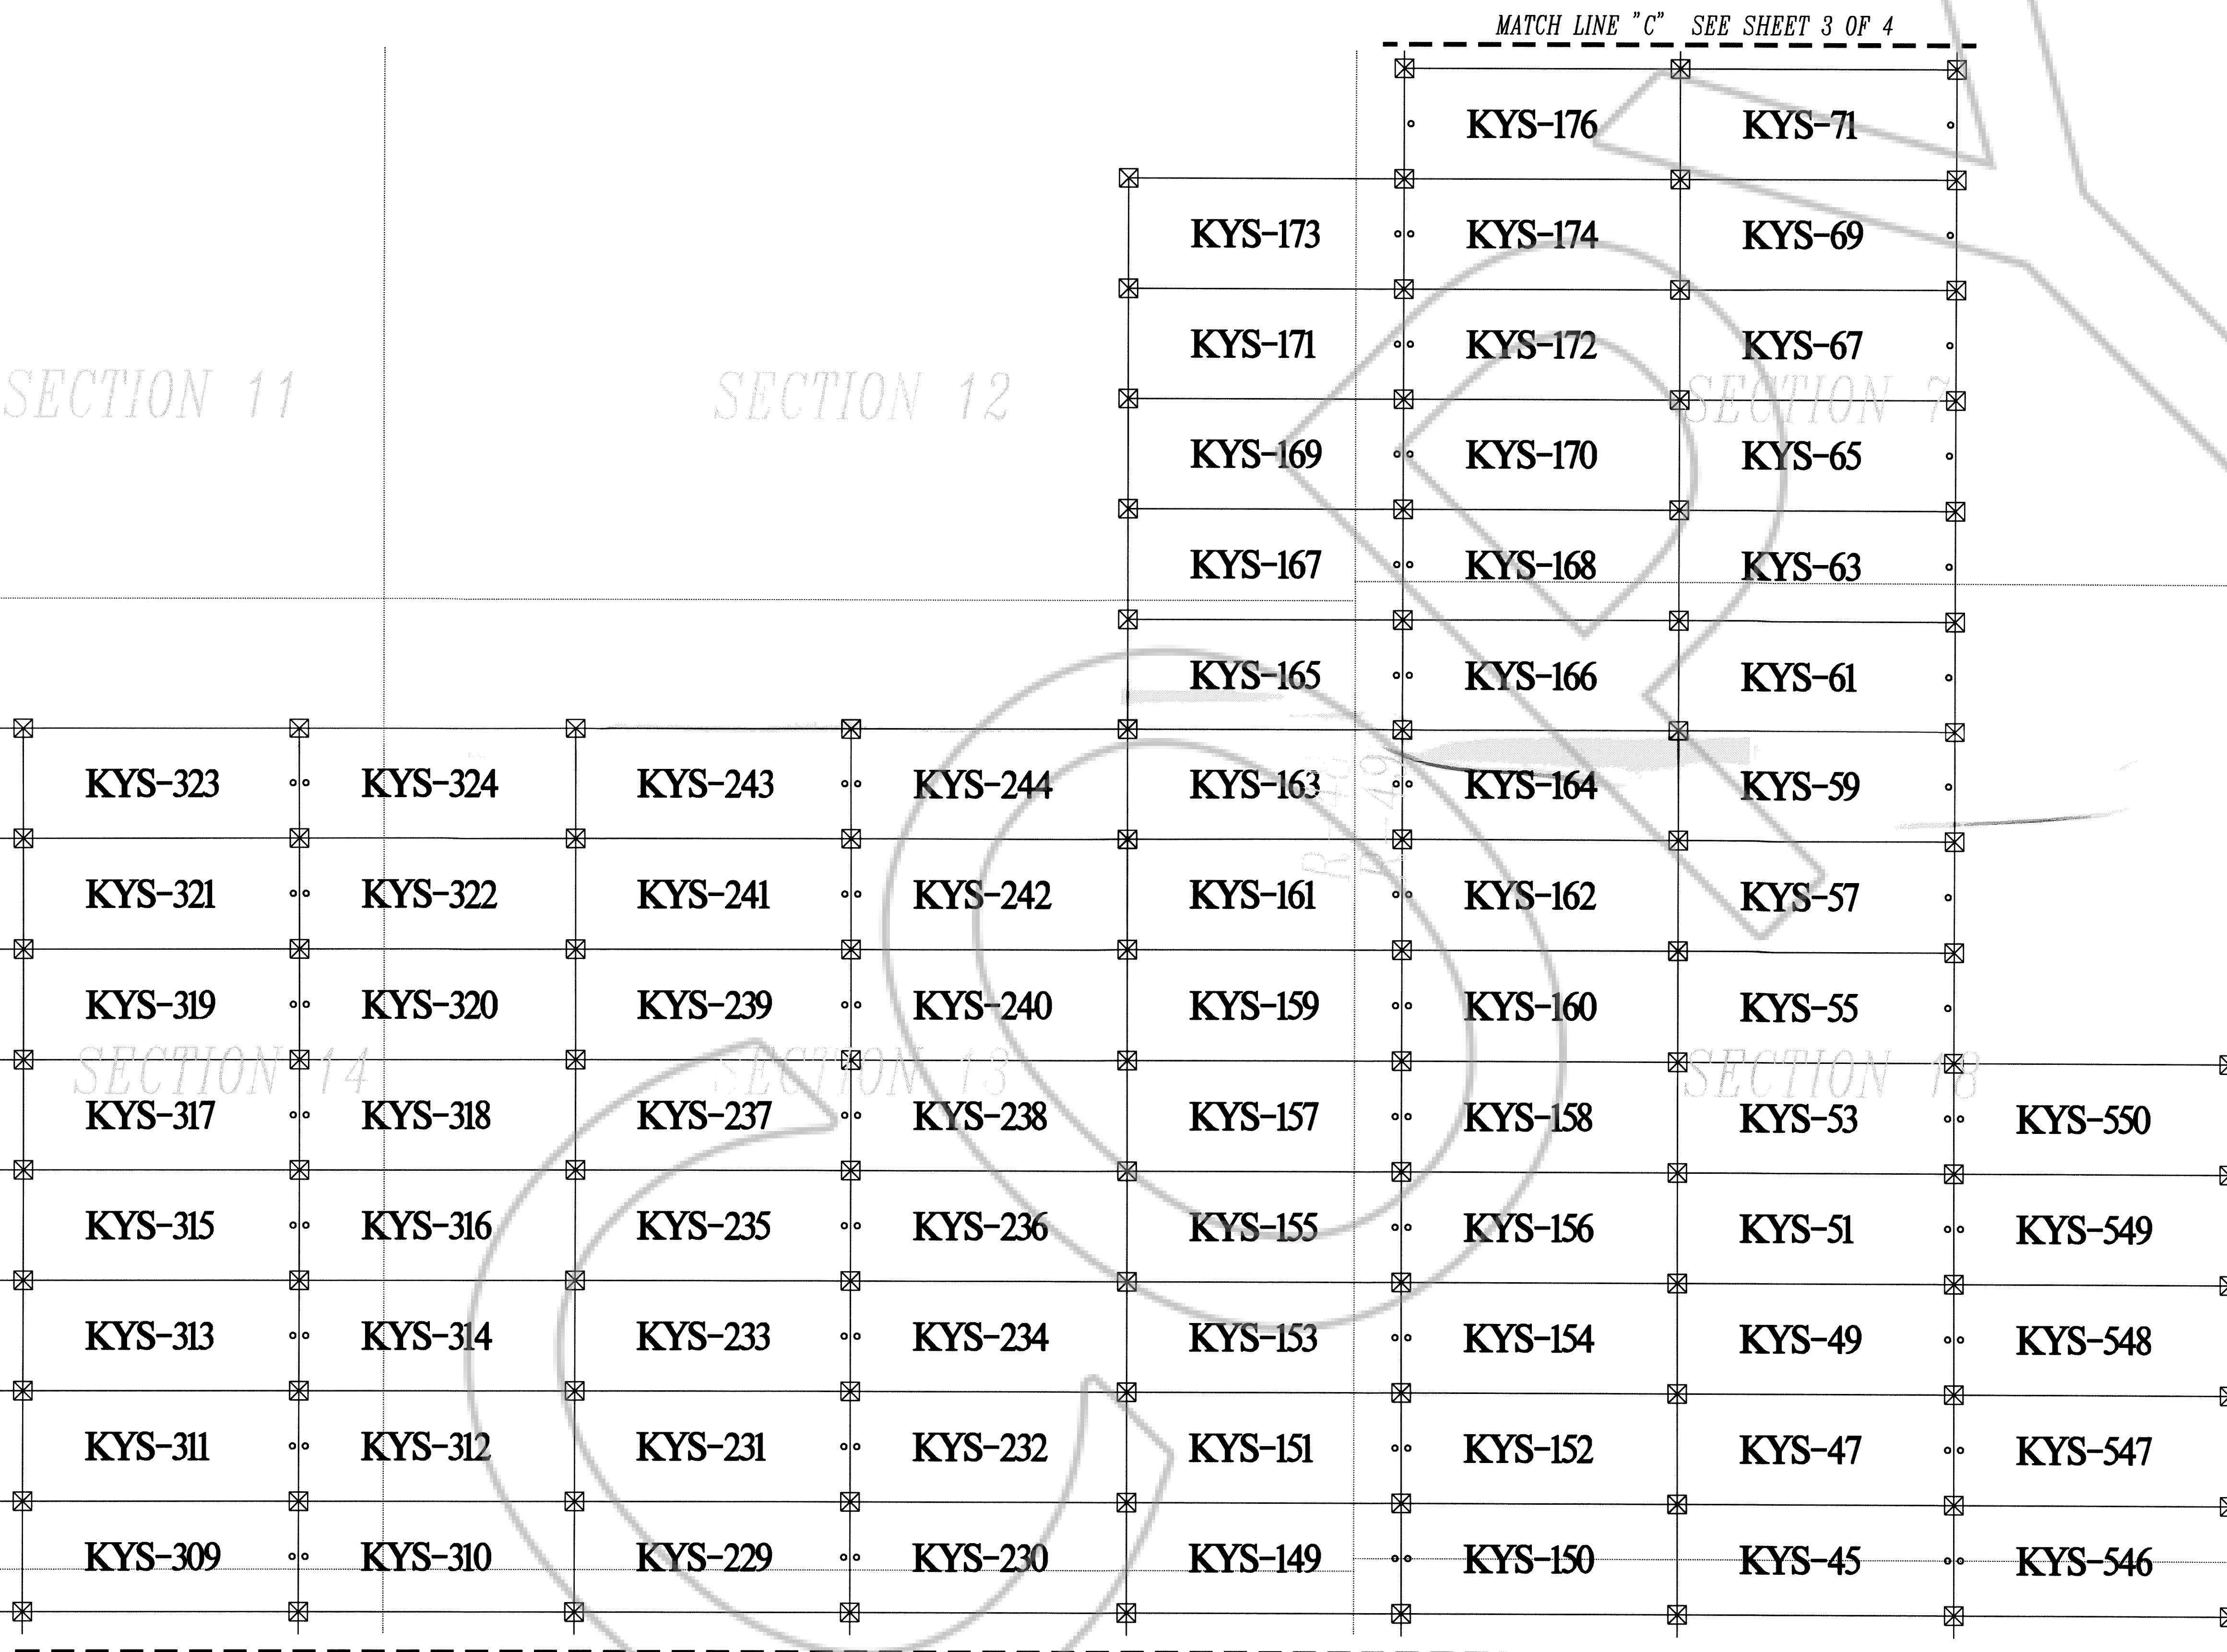 MATCH LINE "C" SEE SHEET 3 OF 4
KYS-176 KYS-71
KYS-173 KYS-174 KYS-69
KYS-171 KYS-172 KYS-67
SECTION 11 SECTION 12 SECTION 7
KYS-169 KYS-170 KYS-65
KYS-167 KYS-168 KYS-63
KYS-165 KYS-166 KYS-61
KYS-323 KYS-324 KYS-243 KYS-244 KYS-163 KYS-164 KYS-59
KYS-321 KYS-322 KYS-241 KYS-242 KYS-161 KYS-162 KYS-57
KYS-319 KYS-320 KYS-239 KYS-240 KYS-159 KYS-160 KYS-55
SECTION 14 SECTION 13 SECTION 18
KYS-317 KYS-318 KYS-237 KYS-238 KYS-157 KYS-158 KYS-53 KYS-550
KYS-315 KYS-316 KYS-235 KYS-236 KYS-155 KYS-156 KYS-51 KYS-549
KYS-313 KYS-314 KYS-233 KYS-234 KYS-153 KYS-154 KYS-49 KYS-548
KYS-311 KYS-312 KYS-231 KYS-232 KYS-151 KYS-152 KYS-47 KYS-547
KYS-309 KYS-310 KYS-229 KYS-230 KYS-149 KYS-150 KYS-45 KYS-546